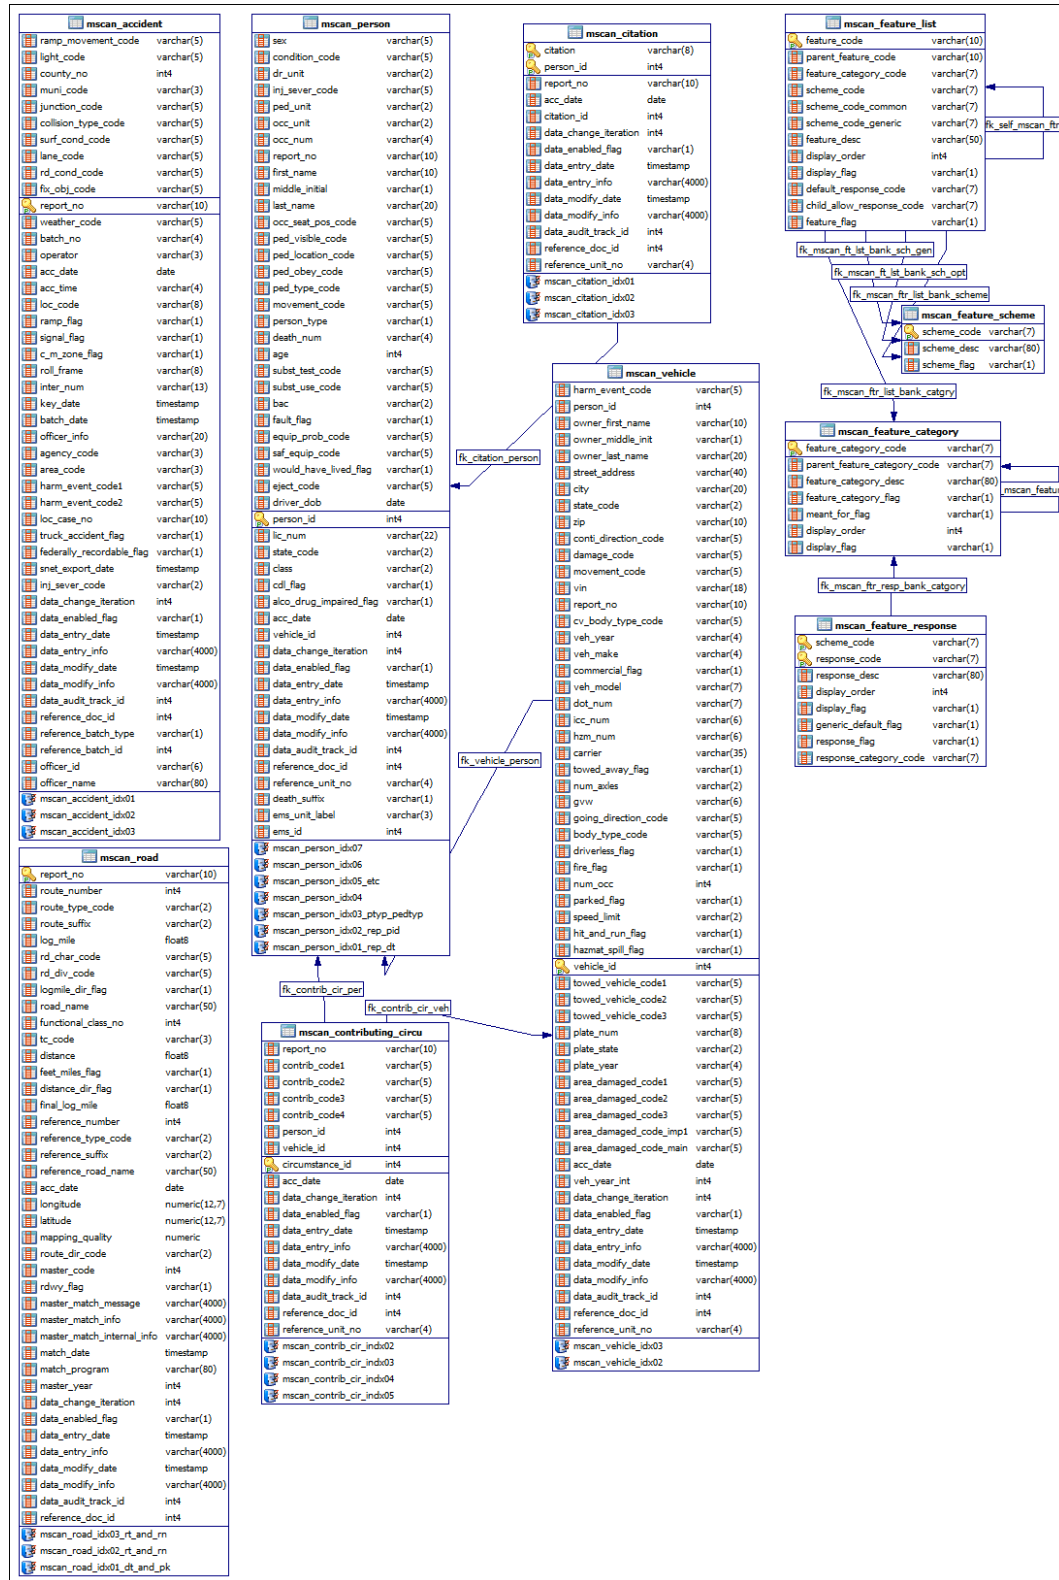 mscan_accident
ramp_movement_code varchar(5)
light_code varchar(5)
county_no int4
muni_code varchar(3)
junction_code varchar(5)
collision_type_code varchar(5)
surf_cond_code varchar(5)
lane_code varchar(5)
rd_cond_code varchar(5)
fix_obj_code varchar(5)
report_no varchar(10)
weather_code varchar(5)
batch_no varchar(4)
operator varchar(3)
acc_date date
acc_time varchar(4)
loc_code varchar(8)
ramp_flag varchar(1)
signal_flag varchar(1)
c_m_zone_flag varchar(1)
roll_frame varchar(8)
inter_num varchar(13)
key_date timestamp
batch_date timestamp
officer_info varchar(20)
agency_code varchar(3)
area_code varchar(3)
harm_event_code1 varchar(5)
harm_event_code2 varchar(5)
loc_case_no varchar(10)
truck_accident_flag varchar(1)
federally_recordable_flag varchar(1)
snet_export_date timestamp
inj_sever_code varchar(2)
data_change_iteration int4
data_enabled_flag varchar(1)
data_entry_date timestamp
data_entry_info varchar(4000)
data_modify_date timestamp
data_modify_info varchar(4000)
data_audit_track_id int4
reference_doc_id int4
reference_batch_type varchar(1)
reference_batch_id int4
officer_id varchar(6)
officer_name varchar(80)
mscan_accident_idx01
mscan_accident_idx02
mscan_accident_idx03
mscan_road
report_no varchar(10)
route_number int4
route_type_code varchar(2)
route_suffix varchar(2)
log_mile float8
rd_char_code varchar(5)
rd_div_code varchar(5)
logmile_dir_flag varchar(1)
road_name varchar(50)
functional_class_no int4
tc_code varchar(3)
distance float8
feet_miles_flag varchar(1)
distance_dir_flag varchar(1)
final_log_mile float8
reference_number int4
reference_type_code varchar(2)
reference_suffix varchar(2)
reference_road_name varchar(50)
acc_date date
longitude numeric(12,7)
latitude numeric(12,7)
mapping_quality numeric
route_dir_code varchar(2)
master_code int4
rdwy_flag varchar(1)
master_match_message varchar(4000)
master_match_info varchar(4000)
master_match_internal_info varchar(4000)
match_date timestamp
match_program varchar(80)
master_year int4
data_change_iteration int4
data_enabled_flag varchar(1)
data_entry_date timestamp
data_entry_info varchar(4000)
data_modify_date timestamp
data_modify_info varchar(4000)
data_audit_track_id int4
reference_doc_id int4
mscan_road_idx03_rt_and_rn
mscan_road_idx02_rt_and_rn
mscan_road_idx01_dt_and_pk
mscan_person
sex varchar(5)
condition_code varchar(5)
dr_unit varchar(2)
inj_sever_code varchar(5)
ped_unit varchar(2)
occ_unit varchar(2)
occ_num varchar(4)
report_no varchar(10)
first_name varchar(10)
middle_initial varchar(1)
last_name varchar(20)
occ_seat_pos_code varchar(5)
ped_visible_code varchar(5)
ped_location_code varchar(5)
ped_obey_code varchar(5)
ped_type_code varchar(5)
movement_code varchar(5)
person_type varchar(1)
death_num varchar(4)
age int4
subst_test_code varchar(5)
subst_use_code varchar(5)
bac varchar(2)
fault_flag varchar(1)
equip_prob_code varchar(5)
saf_equip_code varchar(5)
would_have_lived_flag varchar(1)
eject_code varchar(5)
driver_dob date
person_id int4
lic_num varchar(22)
state_code varchar(2)
class varchar(2)
cdl_flag varchar(1)
alco_drug_impaired_flag varchar(1)
acc_date date
vehicle_id int4
data_change_iteration int4
data_enabled_flag varchar(1)
data_entry_date timestamp
data_entry_info varchar(4000)
data_modify_date timestamp
data_modify_info varchar(4000)
data_audit_track_id int4
reference_doc_id int4
reference_unit_no varchar(4)
death_suffix varchar(1)
ems_unit_label varchar(3)
ems_id int4
mscan_person_idx07
mscan_person_idx06
mscan_person_idx05_etc
mscan_person_idx04
mscan_person_idx03_ptyp_pedtyp
mscan_person_idx02_rep_pid
mscan_person_idx01_rep_dt
fk_contrib_cir_per
fk_contrib_cir_veh
mscan_contributing_circu
report_no varchar(10)
contrib_code1 varchar(5)
contrib_code2 varchar(5)
contrib_code3 varchar(5)
contrib_code4 varchar(5)
person_id int4
vehicle_id int4
circumstance_id int4
acc_date date
data_change_iteration int4
data_enabled_flag varchar(1)
data_entry_date timestamp
data_entry_info varchar(4000)
data_modify_date timestamp
data_modify_info varchar(4000)
data_audit_track_id int4
reference_doc_id int4
reference_unit_no varchar(4)
mscan_contrib_cir_indx02
mscan_contrib_cir_indx03
mscan_contrib_cir_indx04
mscan_contrib_cir_indx05
mscan_citation
citation varchar(8)
person_id int4
report_no varchar(10)
acc_date date
citation_id int4
data_change_iteration int4
data_enabled_flag varchar(1)
data_entry_date timestamp
data_entry_info varchar(4000)
data_modify_date timestamp
data_modify_info varchar(4000)
data_audit_track_id int4
reference_doc_id int4
reference_unit_no varchar(4)
mscan_citation_idx01
mscan_citation_idx02
mscan_citation_idx03
fk_citation_person
fk_vehicle_person
mscan_vehicle
harm_event_code varchar(5)
person_id int4
owner_first_name varchar(10)
owner_middle_init varchar(1)
owner_last_name varchar(20)
street_address varchar(40)
city varchar(20)
state_code varchar(2)
zip varchar(10)
conti_direction_code varchar(5)
damage_code varchar(5)
movement_code varchar(5)
vin varchar(18)
report_no varchar(10)
cv_body_type_code varchar(5)
veh_year varchar(4)
veh_make varchar(4)
commercial_flag varchar(1)
veh_model varchar(7)
dot_num varchar(7)
icc_num varchar(6)
hzm_num varchar(6)
carrier varchar(35)
towed_away_flag varchar(1)
num_axles varchar(2)
gvw varchar(6)
going_direction_code varchar(5)
body_type_code varchar(5)
driverless_flag varchar(1)
fire_flag varchar(1)
num_occ int4
parked_flag varchar(1)
speed_limit varchar(2)
hit_and_run_flag varchar(1)
hazmat_spill_flag varchar(1)
vehicle_id int4
towed_vehicle_code1 varchar(5)
towed_vehicle_code2 varchar(5)
towed_vehicle_code3 varchar(5)
plate_num varchar(8)
plate_state varchar(2)
plate_year varchar(4)
area_damaged_code1 varchar(5)
area_damaged_code2 varchar(5)
area_damaged_code3 varchar(5)
area_damaged_code_imp1 varchar(5)
area_damaged_code_main varchar(5)
acc_date date
veh_year_int int4
data_change_iteration int4
data_enabled_flag varchar(1)
data_entry_date timestamp
data_entry_info varchar(4000)
data_modify_date timestamp
data_modify_info varchar(4000)
data_audit_track_id int4
reference_doc_id int4
reference_unit_no varchar(4)
mscan_vehicle_idx03
mscan_vehicle_idx02
mscan_feature_list
feature_code varchar(10)
parent_feature_code varchar(10)
feature_category_code varchar(7)
scheme_code varchar(7)
scheme_code_common varchar(7)
scheme_code_generic varchar(7)
feature_desc varchar(50)
display_order int4
display_flag varchar(1)
default_response_code varchar(7)
child_allow_response_code varchar(7)
feature_flag varchar(1)
fk_self_mscan_ftr
fk_mscan_ft_lst_bank_sch_gen
fk_mscan_ft_lst_bank_sch_opt
fk_mscan_ftr_list_bank_scheme
mscan_feature_scheme
scheme_code varchar(7)
scheme_desc varchar(80)
scheme_flag varchar(1)
fk_mscan_ftr_list_bank_catgry
mscan_feature_category
feature_category_code varchar(7)
parent_feature_category_code varchar(7)
feature_category_desc varchar(80)
feature_category_flag varchar(1)
meant_for_flag varchar(1)
display_order int4
display_flag varchar(1)
_mscan_feature
fk_mscan_ftr_resp_bank_catgory
mscan_feature_response
scheme_code varchar(7)
response_code varchar(7)
response_desc varchar(80)
display_order int4
display_flag varchar(1)
generic_default_flag varchar(1)
response_flag varchar(1)
response_category_code varchar(7)